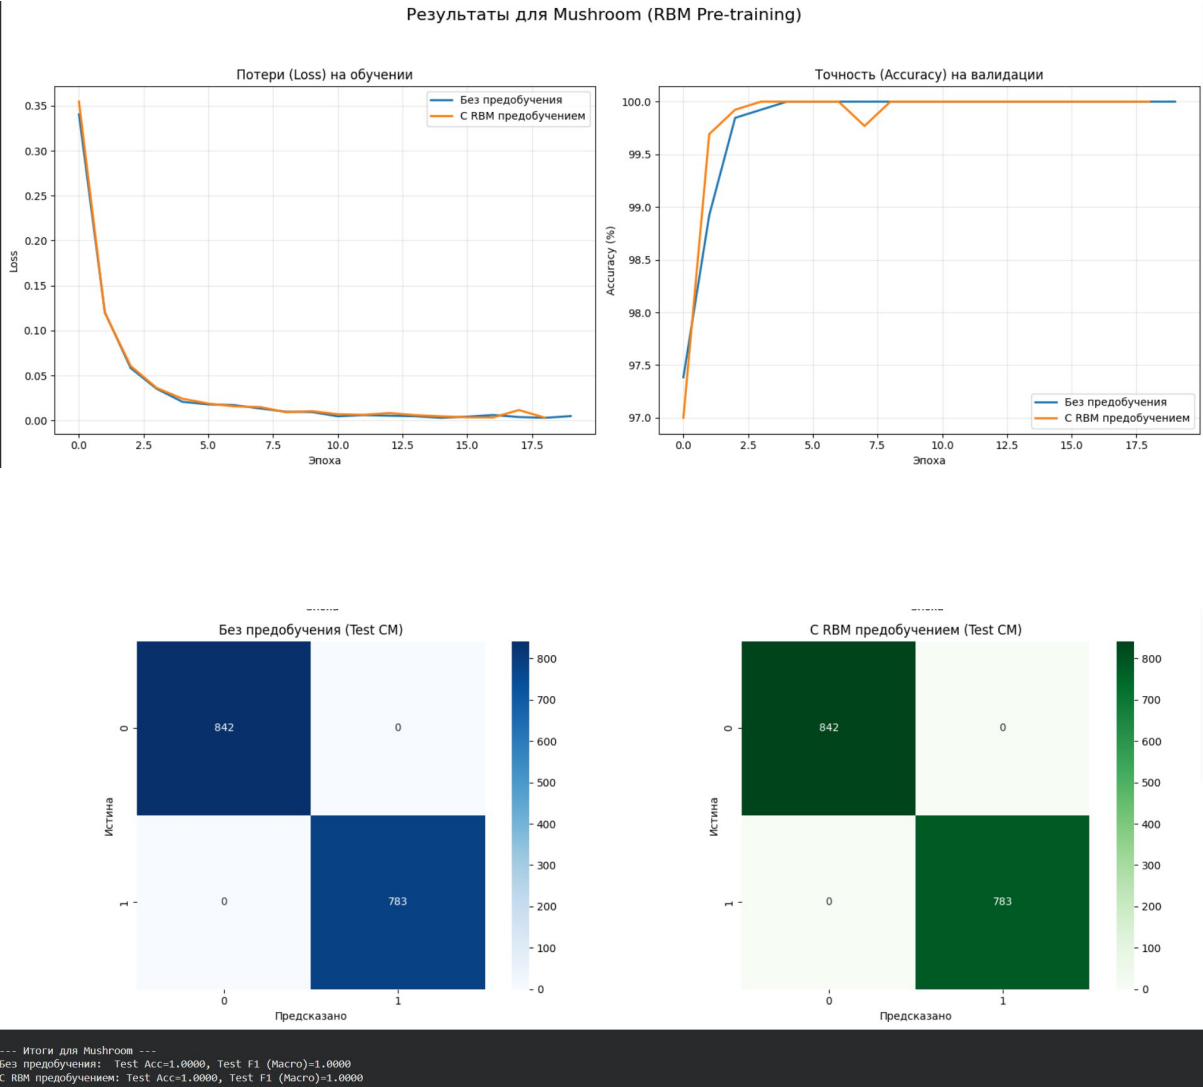 Результаты для Mushroom (RBM Pre-training)
Потери (Loss) на обучении
Без предобучения
С RBM предобучением
0.35
0.30
0.25
0.20
0.15
0.10
0.05
0.00
Loss
0.0 2.5 5.0 7.5 10.0 12.5 15.0 17.5
Эпоха
Точность (Accuracy) на валидации
100.0
99.5
99.0
98.5
98.0
97.5
97.0
Accuracy (%)
Без предобучения
С RBM предобучением
0.0 2.5 5.0 7.5 10.0 12.5 15.0 17.5
Эпоха
Без предобучения (Test CM)
842 0
0 783
0
1
Истина
0 1
Предсказано
800
700
600
500
400
300
200
100
0
С RBM предобучением (Test CM)
842 0
0 783
0
1
Истина
0 1
Предсказано
800
700
600
500
400
300
200
100
0
--- Итоги для Mushroom ---
Без предобучения:  Test Acc=1.0000, Test F1 (Macro)=1.0000
С RBM предобучением: Test Acc=1.0000, Test F1 (Macro)=1.0000